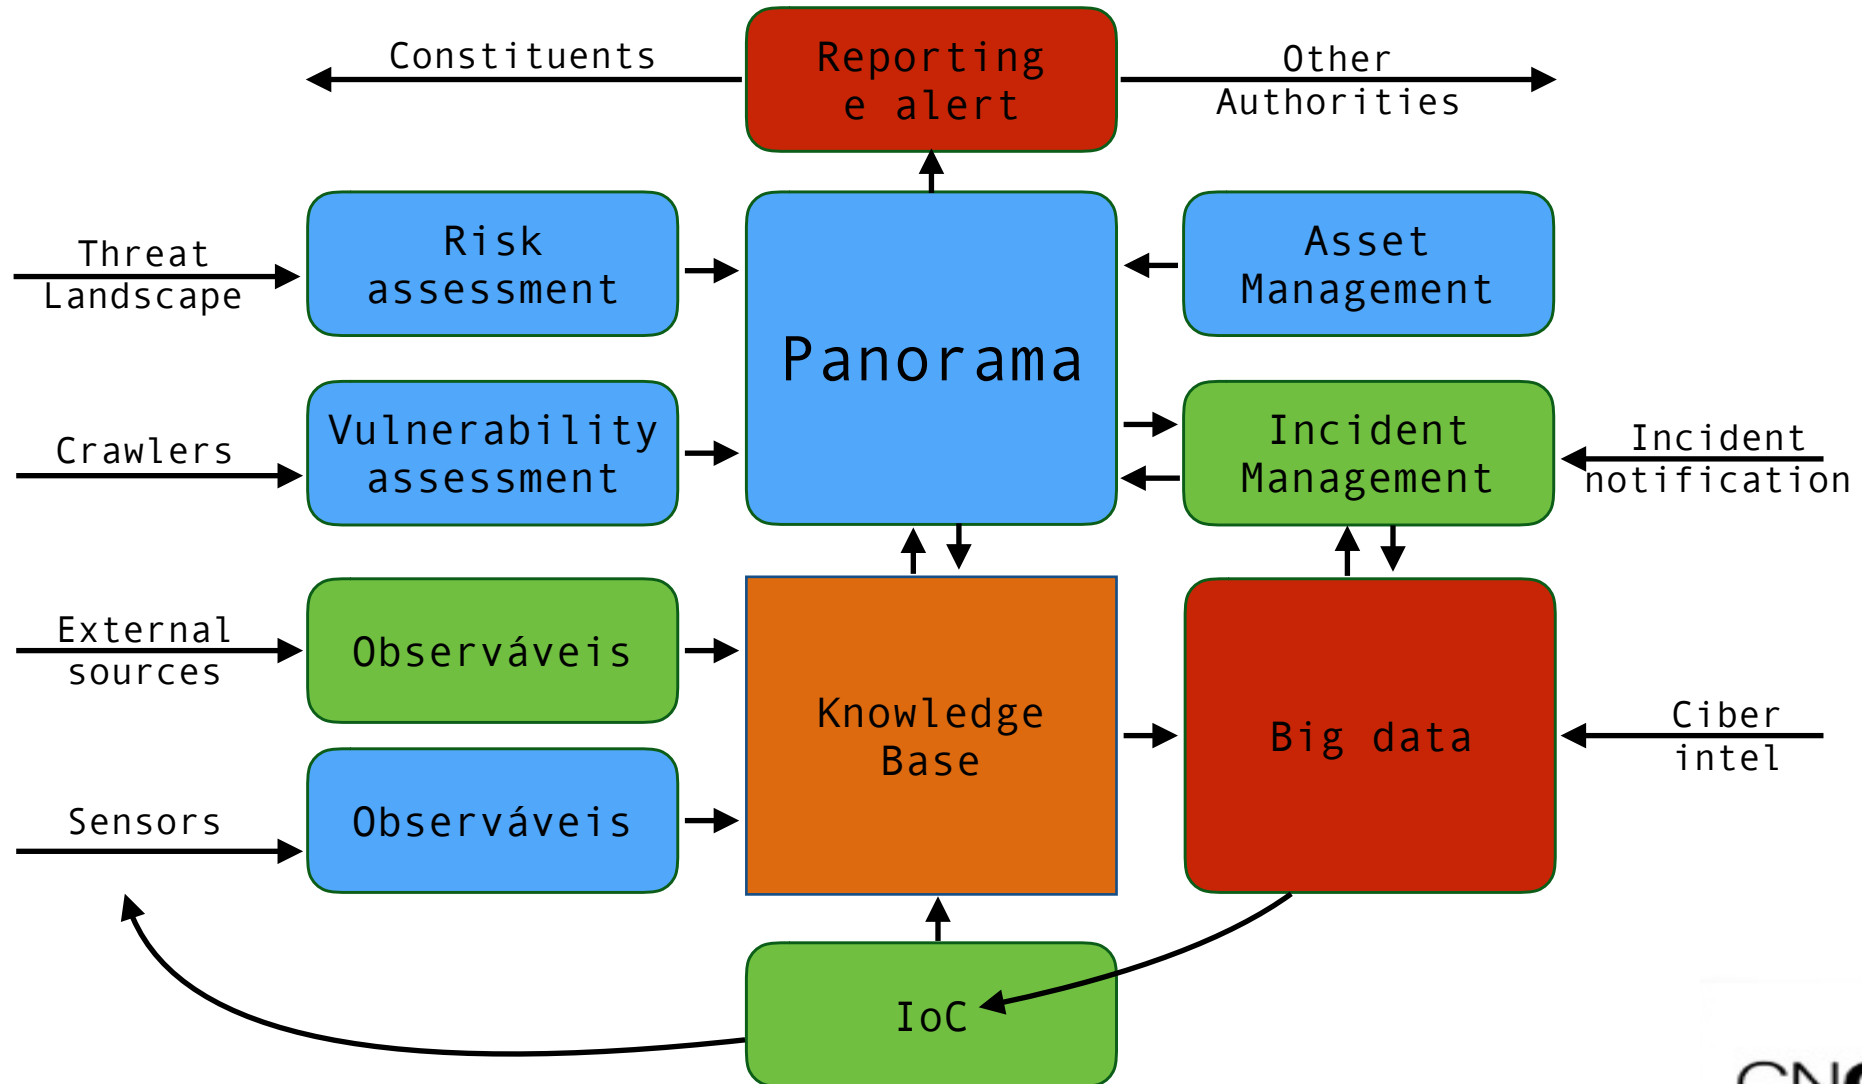 Constituents
Reporting
e alert
Other
Authorities
Threat
Landscape
Risk
assessment
Panorama
Asset
Management
Crawlers
Vulnerability
assessment
Incident
Management
Incident
notification
External
sources
Observáveis
Knowledge
Base
Big data
Ciber
intel
Sensors
Observáveis
IoC